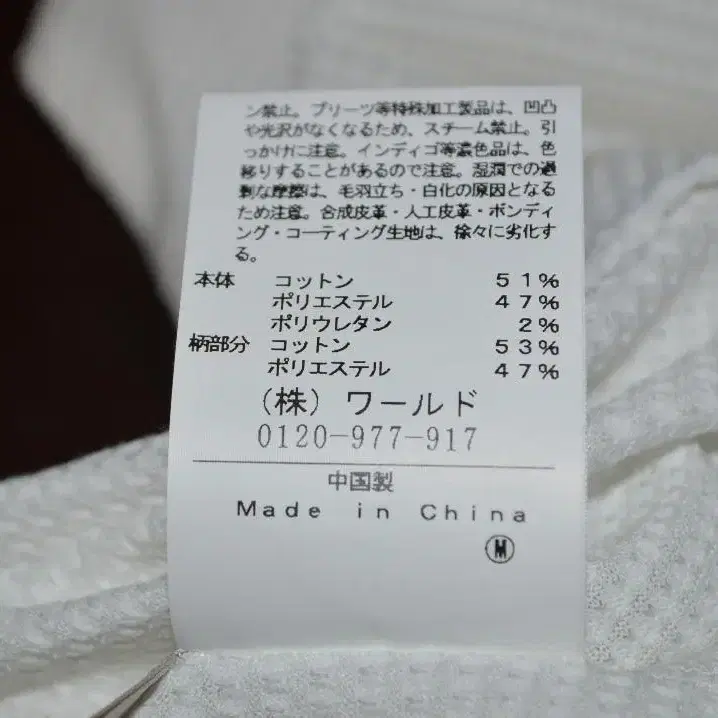 ン禁止。プリーツ等特殊加工製品は、凹凸
や光沢がなくなるため、スチーム禁止。引
っかけに注意。インディゴ等濃色品は、色
移りすることがあるので注意。湿潤での過
剰な摩擦は、毛羽立ち・白化の原因となる
ため注意。合成皮革・人工皮革・ボンディ
ング・コーティング生地は、徐々に劣化す
る。
本体 コットン 51%
ポリエステル 47%
ポリウレタン 2%
柄部分 コットン 53%
ポリエステル 47%
(株) ワールド
0120-977-917
中国製
Made in China
M